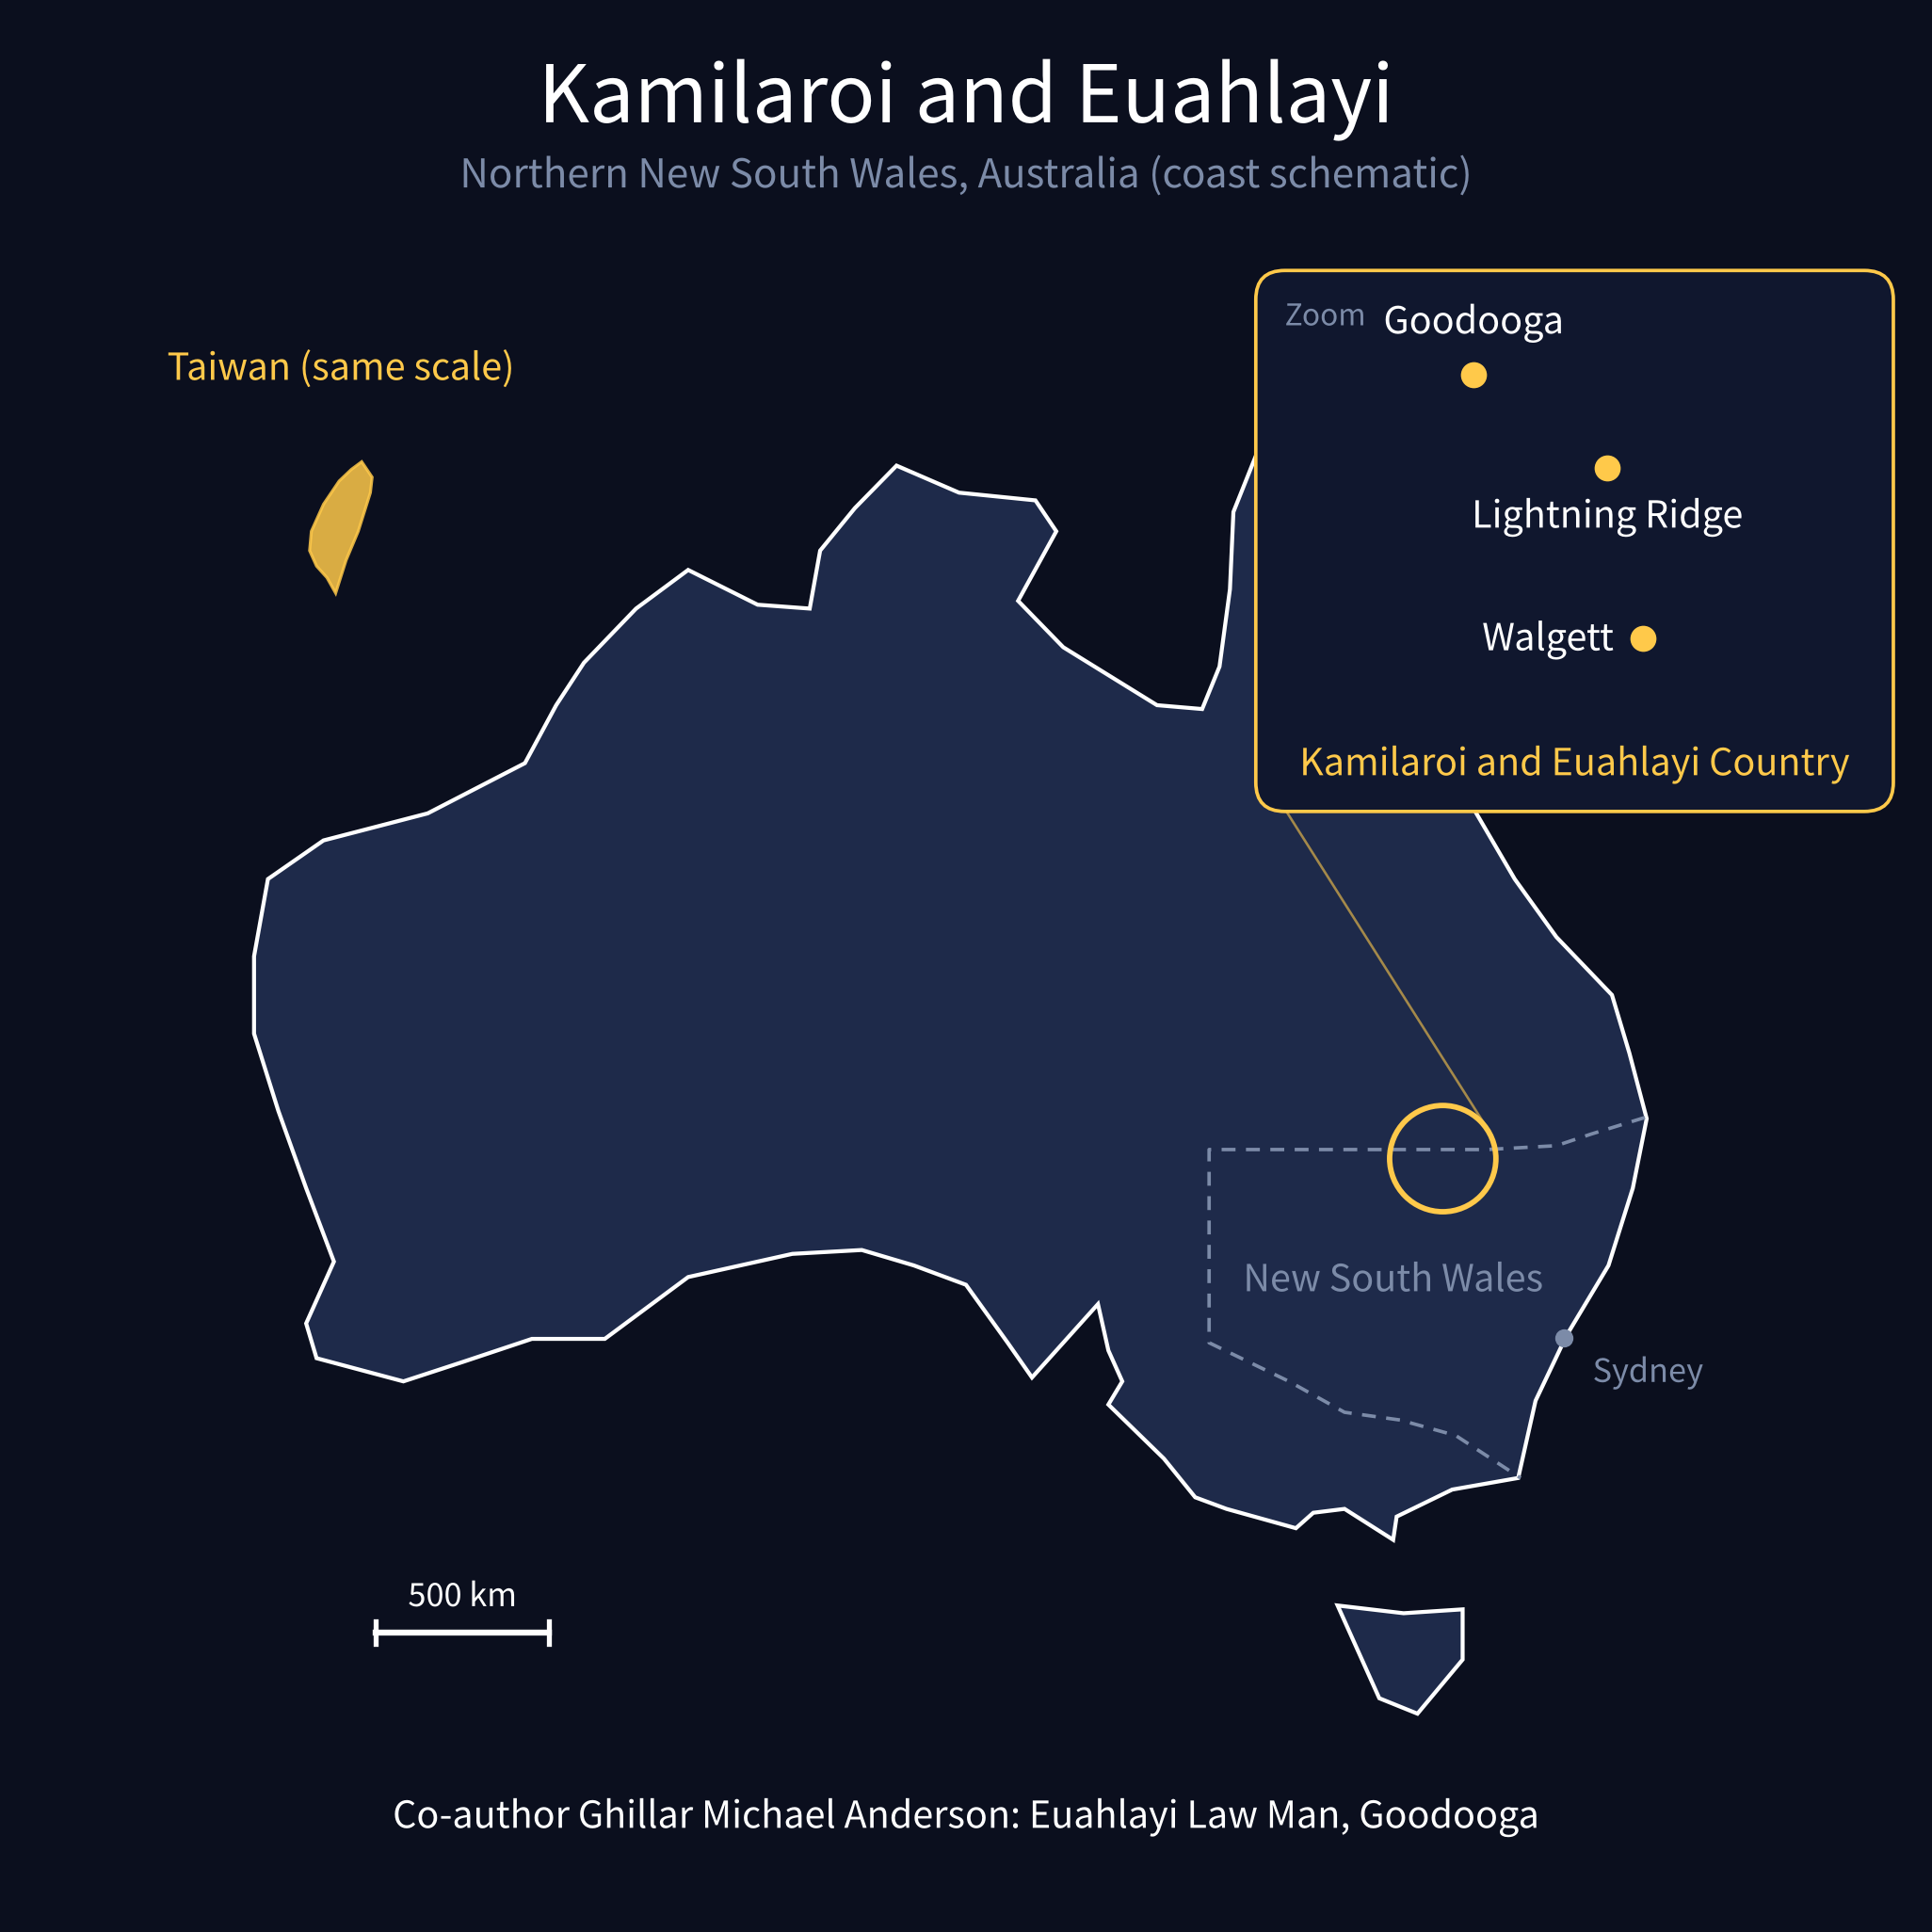 Kamilaroi and Euahlayi
Northern New South Wales, Australia (coast schematic)
Taiwan (same scale)
Zoom
Goodooga
Lightning Ridge
Walgett
Kamilaroi and Euahlayi Country
New South Wales
Sydney
500 km
Co-author Ghillar Michael Anderson: Euahlayi Law Man, Goodooga